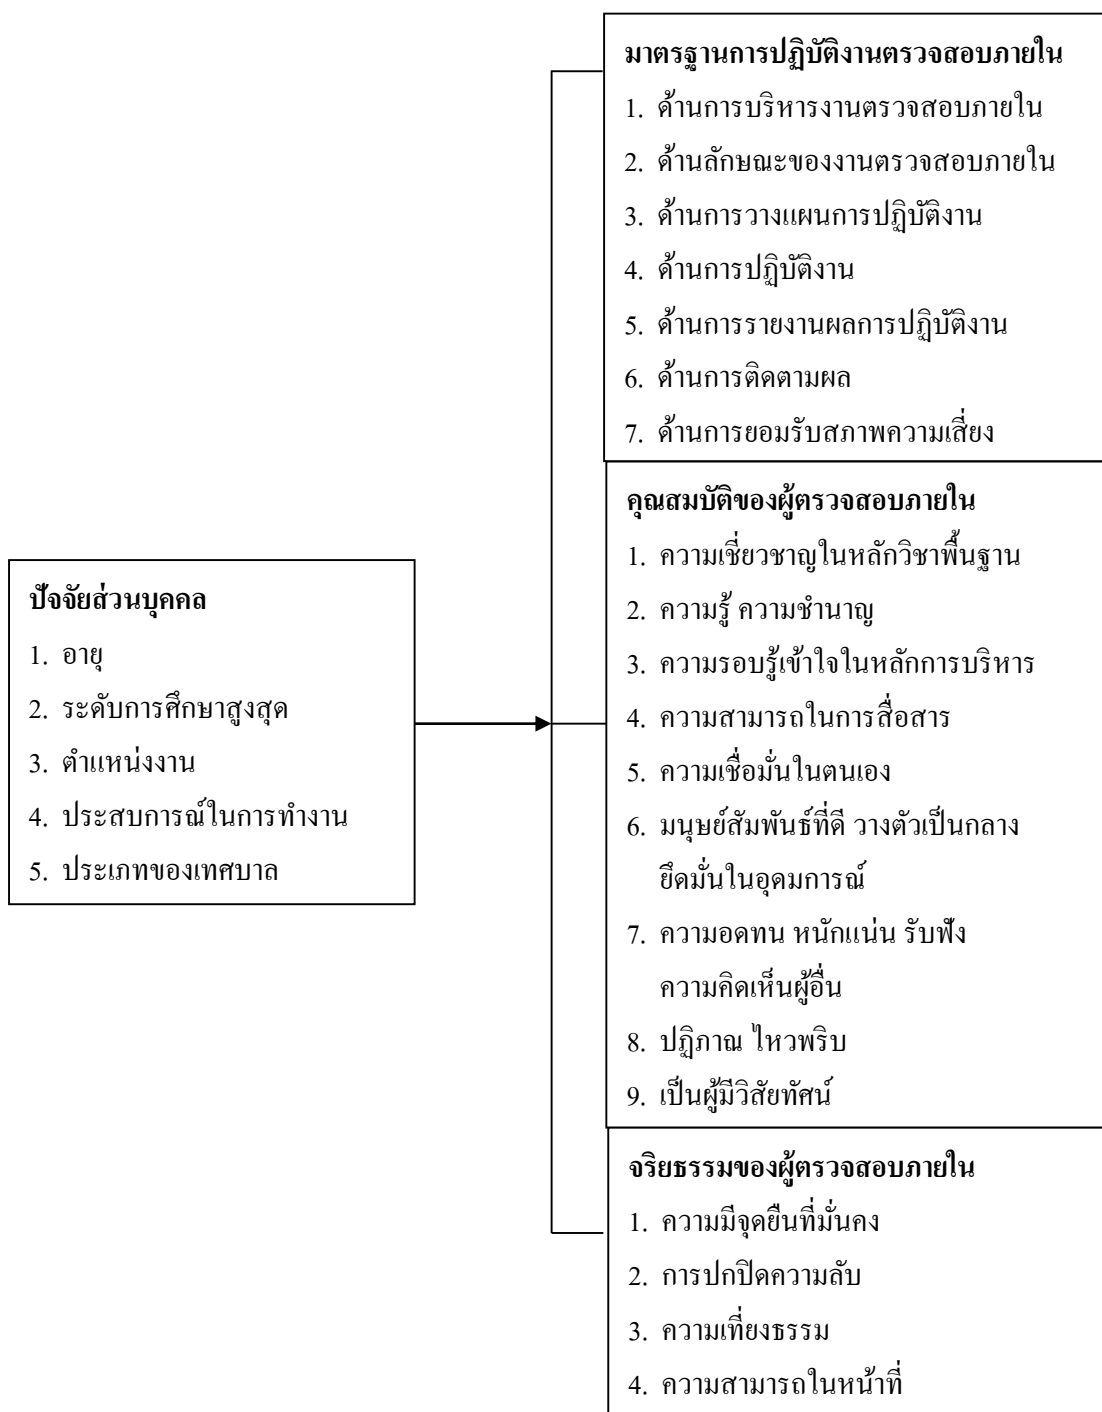 มาตรฐานการปฏิบัติงานตรวจสอบภายใน
1. ด้านการบริหารงานตรวจสอบภายใน
2. ด้านลักษณะของงานตรวจสอบภายใน
3. ด้านการวางแผนการปฏิบัติงาน
4. ด้านการปฏิบัติงาน
5. ด้านการรายงานผลการปฏิบัติงาน
6. ด้านการติดตามผล
7. ด้านการยอมรับสภาพความเสี่ยง
ปัจจัยส่วนบุคคล
1. อายุ
2. ระดับการศึกษาสูงสุด
3. ตำแหน่งงาน
4. ประสบการณ์ในการทำงาน
5. ประเภทของเทศบาล
คุณสมบัติของผู้ตรวจสอบภายใน
1. ความเชี่ยวชาญในหลักวิชาพื้นฐาน
2. ความรู้ ความชำนาญ
3. ความรอบรู้เข้าใจในหลักการบริหาร
4. ความสามารถในการสื่อสาร
5. ความเชื่อมั่นในตนเอง
6. มนุษย์สัมพันธ์ที่ดี วางตัวเป็นกลาง
ยึดมั่นในอุดมการณ์
7. ความอดทน หนักแน่น รับฟัง
ความคิดเห็นผู้อื่น
8. ปฏิภาณ ไหวพริบ
9. เป็นผู้มีวิสัยทัศน์
จริยธรรมของผู้ตรวจสอบภายใน
1. ความมีจุดยืนที่มั่นคง
2. การปกปิดความลับ
3. ความเที่ยงธรรม
4. ความสามารถในหน้าที่